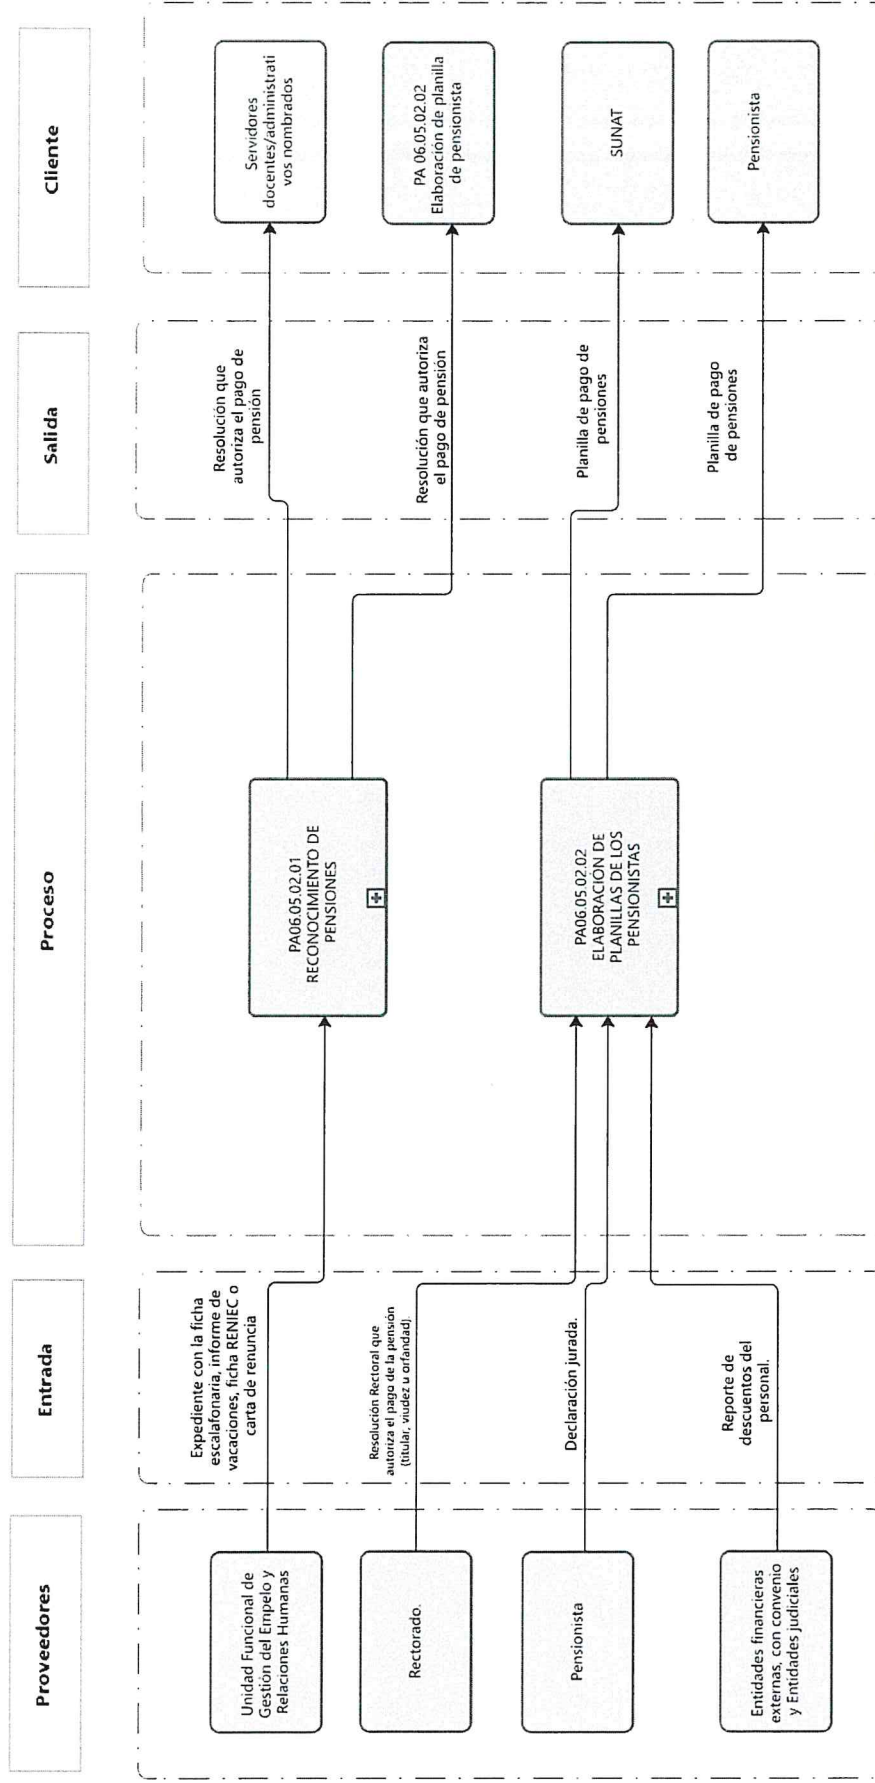 Proveedores
Entrada
Proceso
Salida
Cliente
Unidad Funcional de
Gestión del Empelo y
Relaciones Humanas
Expediente con la ficha
escalafonaria, informe de
vacaciones, ficha RENIEC o
carta de renuncia
PA06.05.02.01
RECONOCIMIENTO DE
PENSIONES
Resolución que
autoriza el pago de
pensión
Servidores
docentes/administrati
vos nombrados
Rectorado.
Resolución Rectoral que
autoriza el pago de la pensión
(titular, viudez u orfandad).
Resolución que autoriza
el pago de pensión
PA 06.05.02.02
Elaboración de planilla
de pensionista
Pensionista
Declaración jurada.
PA06.05.02.02
ELABORACIÓN DE
PLANILLAS DE LOS
PENSIONISTAS
Planilla de pago de
pensiones
SUNAT
Entidades financieras
externas, con convenio
y Entidades judiciales
Reporte de
descuentos del
personal.
Planilla de pago
de pensiones
Pensionista